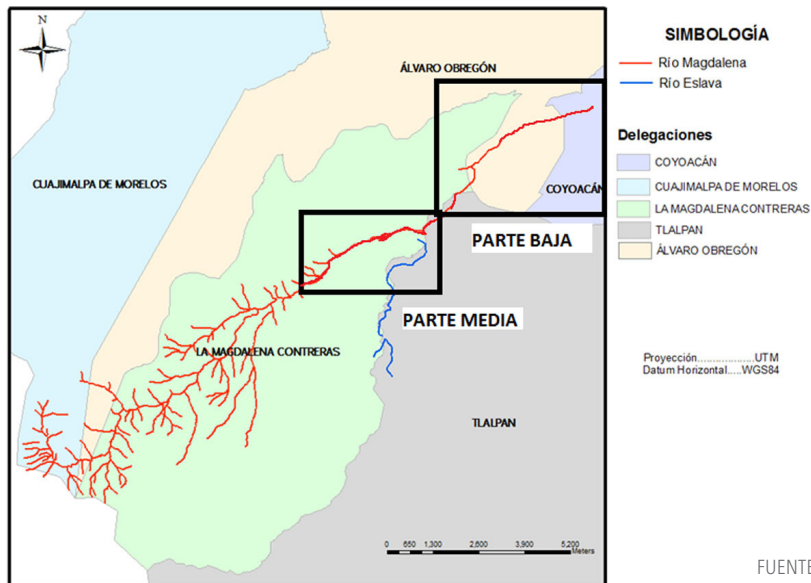 N
ÁLVARO OBREGÓN
CUAJIMALPA DE MORELOS
COYOACÁN
PARTE BAJA
PARTE MEDIA
LA MAGDALENA CONTRERAS
TLALPAN
0 650 1,300 2,600 3,900 5,200
Meters
SIMBOLOGÍA
Río Magdalena
Río Eslava
Delegaciones
COYOACÁN
CUAJIMALPA DE MORELOS
LA MAGDALENA CONTRERAS
TLALPAN
ÁLVARO OBREGÓN
Proyección..................UTM
Datum Horizontal....WGS84
FUENTE